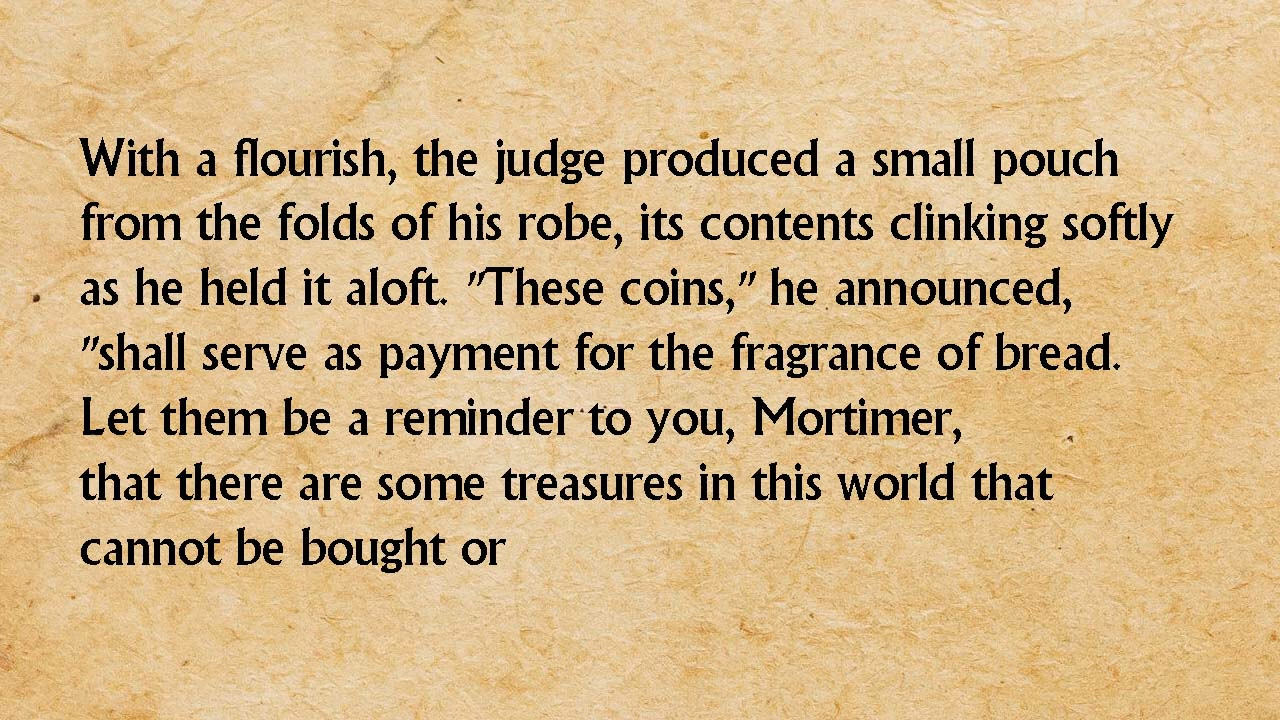 With a flourish, the judge produced a small pouch
from the folds of his robe, its contents clinking softly
as he held it aloft. "These coins," he announced,
"shall serve as payment for the fragrance of bread.
Let them be a reminder to you, Mortimer,
that there are some treasures in this world that
cannot be bought or